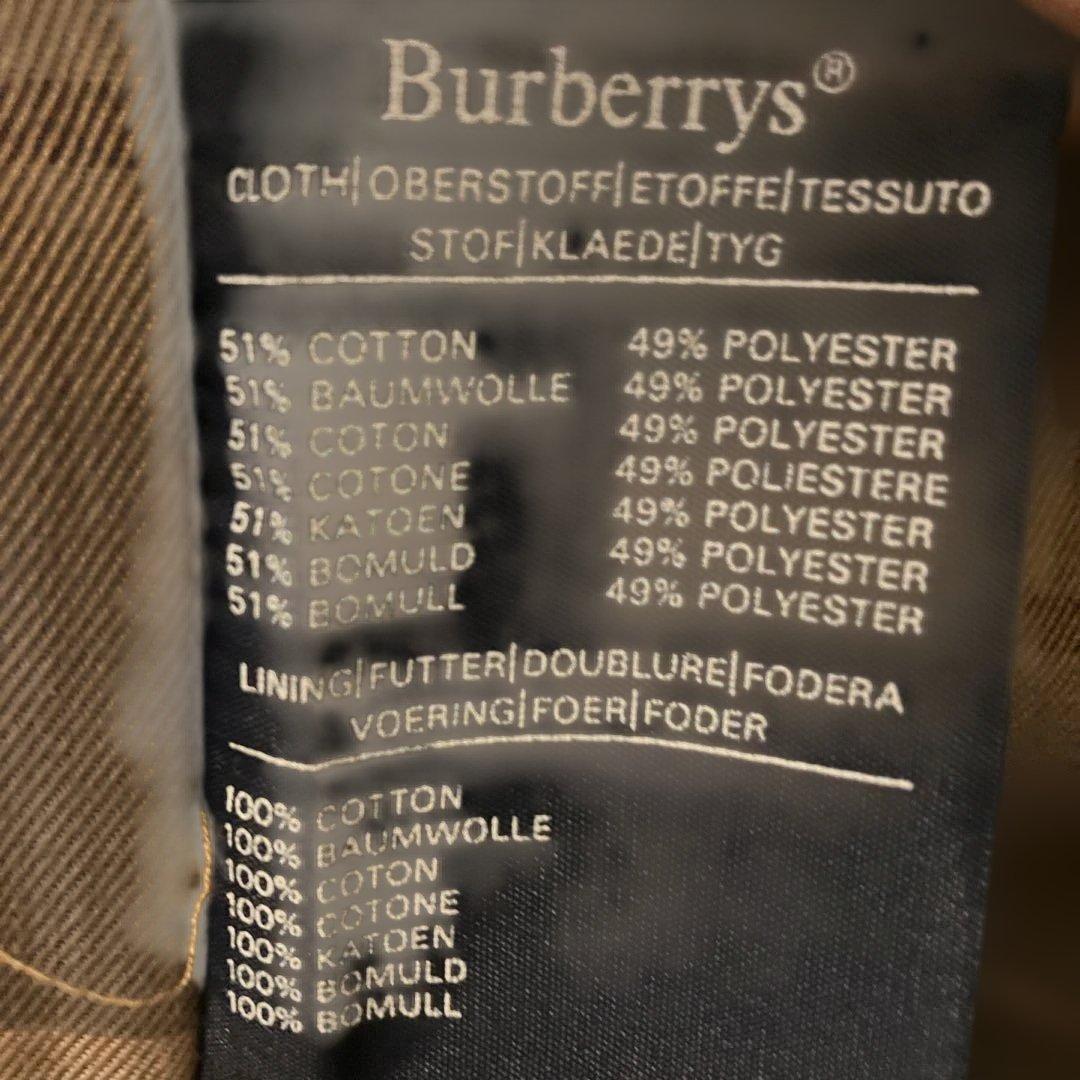 Burberrys®
CLOTH|OBERSTOFF|ETOFFE|TESSUTO
STOF|KLAEDE|TYG
51% COTTON 49% POLYESTER
51% BAUMWOLLE 49% POLYESTER
51% COTON 49% POLYESTER
51% COTONE 49% POLIESTERE
51% KATOEN 49% POLYESTER
51% BOMULD 49% POLYESTER
51% BOMULL 49% POLYESTER
LINING|FUTTER|DOUBLURE|FODERA
VOERING|FOER|FODER
100% COTTON
100% BAUMWOLLE
100% COTON
100% COTONE
100% KATOEN
100% BOMULD
100% BOMULL